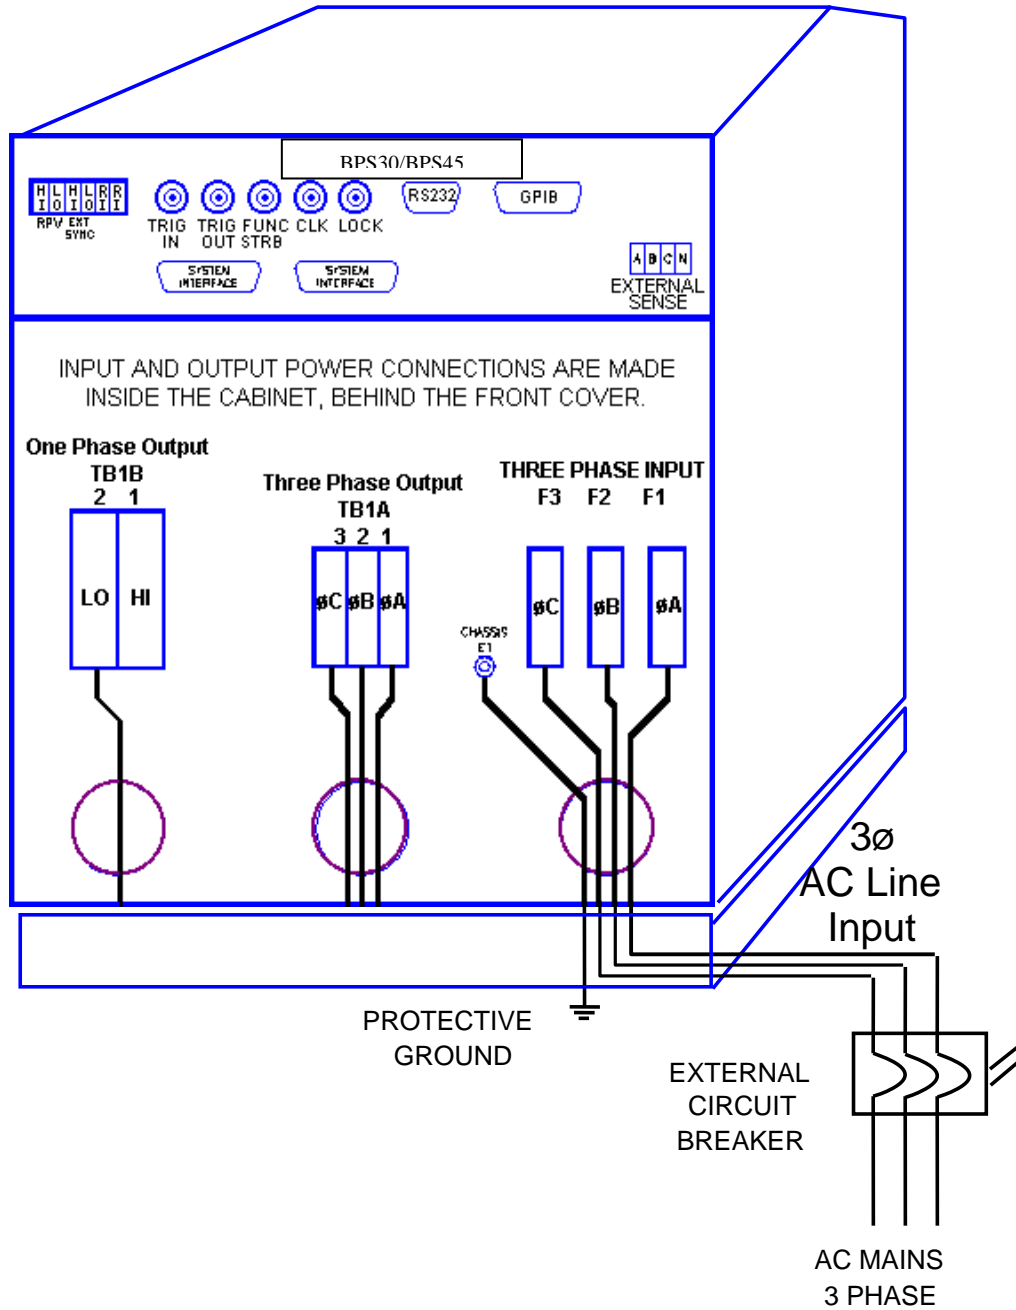 BPS30/BPS45
H L H L R R
I O I O I I
RPV EXT
SYNC
TRIG IN
TRIG OUT
FUNC STRB
CLK
LOCK
RS232
GPIB
SYSTEM
INTERFACE
SYSTEM
INTERFACE
A B C N
EXTERNAL
SENSE
INPUT AND OUTPUT POWER CONNECTIONS ARE MADE
INSIDE THE CABINET, BEHIND THE FRONT COVER.
One Phase Output
TB1B
2 1
LO HI
Three Phase Output
TB1A
3 2 1
øC øB øA
THREE PHASE INPUT
F3 F2 F1
øC øB øA
CHASSIS
E1
3ø
AC Line
Input
PROTECTIVE
GROUND
EXTERNAL
CIRCUIT
BREAKER
AC MAINS
3 PHASE